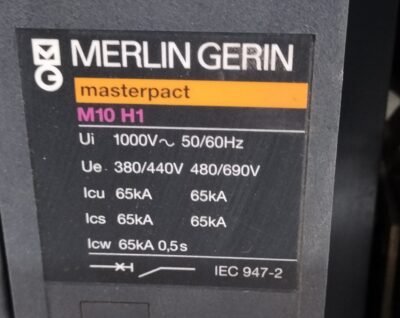 MG
MERLIN GERIN
masterpact
M10 H1
Ui 1000V~ 50/60Hz
Ue 380/440V 480/690V
Icu 65kA 65kA
Ics 65kA 65kA
Icw 65kA 0,5s
IEC 947-2